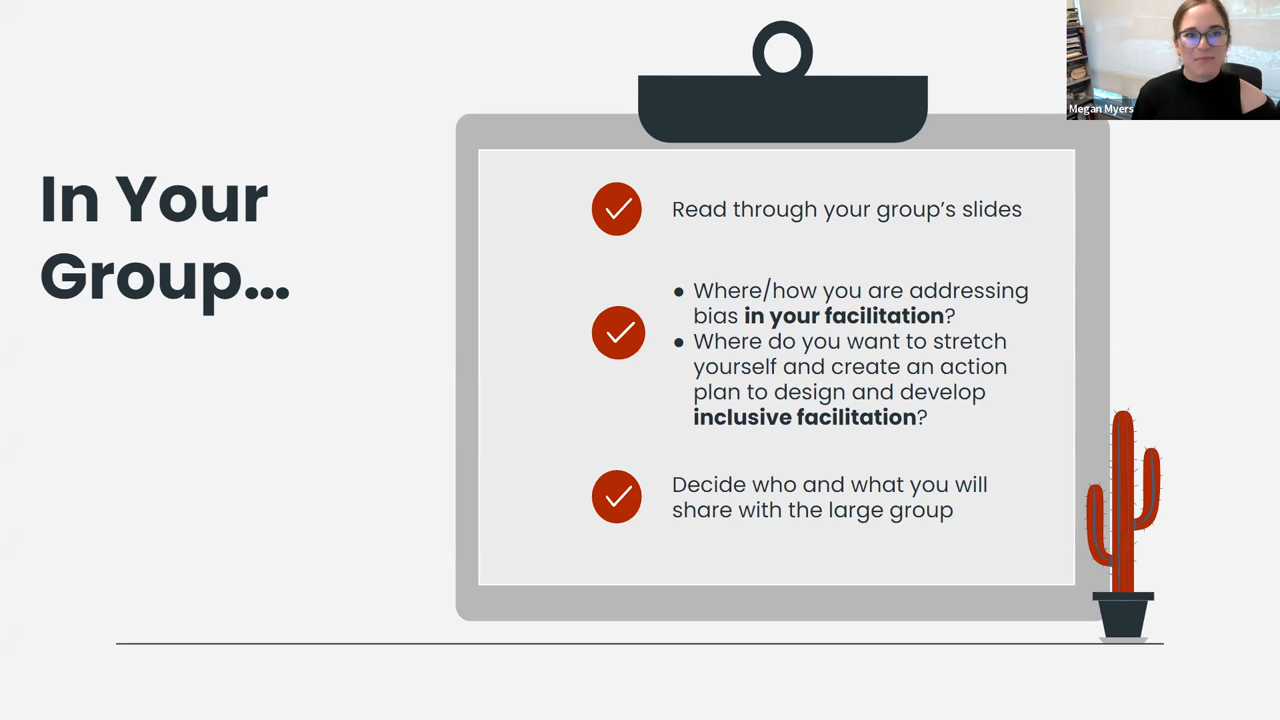 Megan Myers
In Your
Group...
Read through your group's slides
● Where/how you are addressing
bias in your facilitation?
● Where do you want to stretch
yourself and create an action
plan to design and develop
inclusive facilitation?
Decide who and what you will
share with the large group